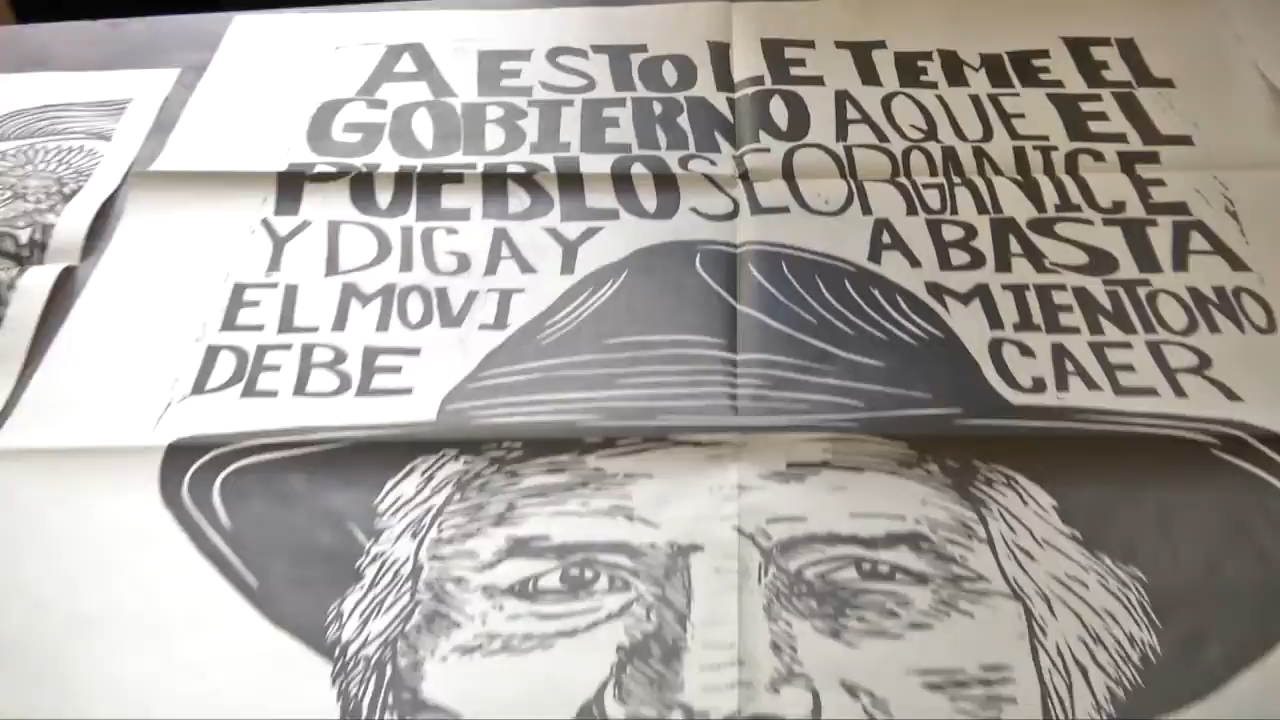 A ESTO LE TEME EL
GOBIERNO A QUE EL
PUEBLO SE ORGANICE
Y DIGA Y A BASTA
EL MOVI MIENTO NO
DEBE CAER